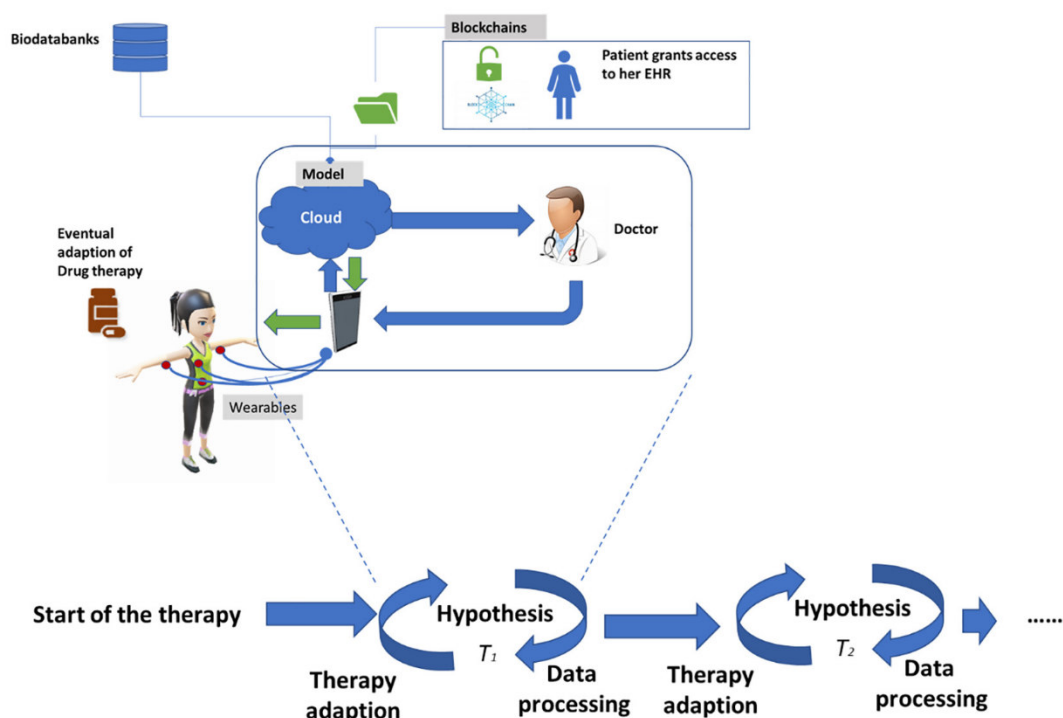 Biodatabanks
Blockchains
Patient grants access
to her EHR
Model
Cloud
Doctor
Eventual
adaption of
Drug therapy
Wearables
Start of the therapy
Hypothesis
T1
Therapy
adaption
Data
processing
Hypothesis
T2
Therapy
adaption
Data
processing
......